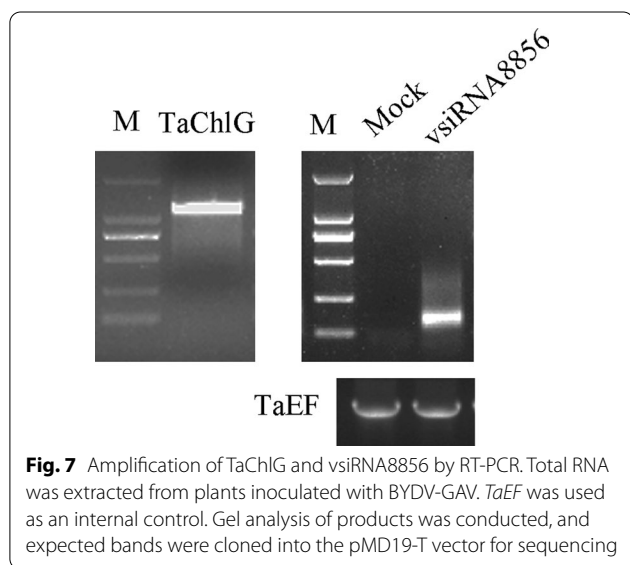 M TaChlG
M Mock vsiRNA8856
TaEF
Fig. 7 Amplification of TaChlG and vsiRNA8856 by RT-PCR. Total RNA
was extracted from plants inoculated with BYDV-GAV. TaEF was used
as an internal control. Gel analysis of products was conducted, and
expected bands were cloned into the pMD19-T vector for sequencing